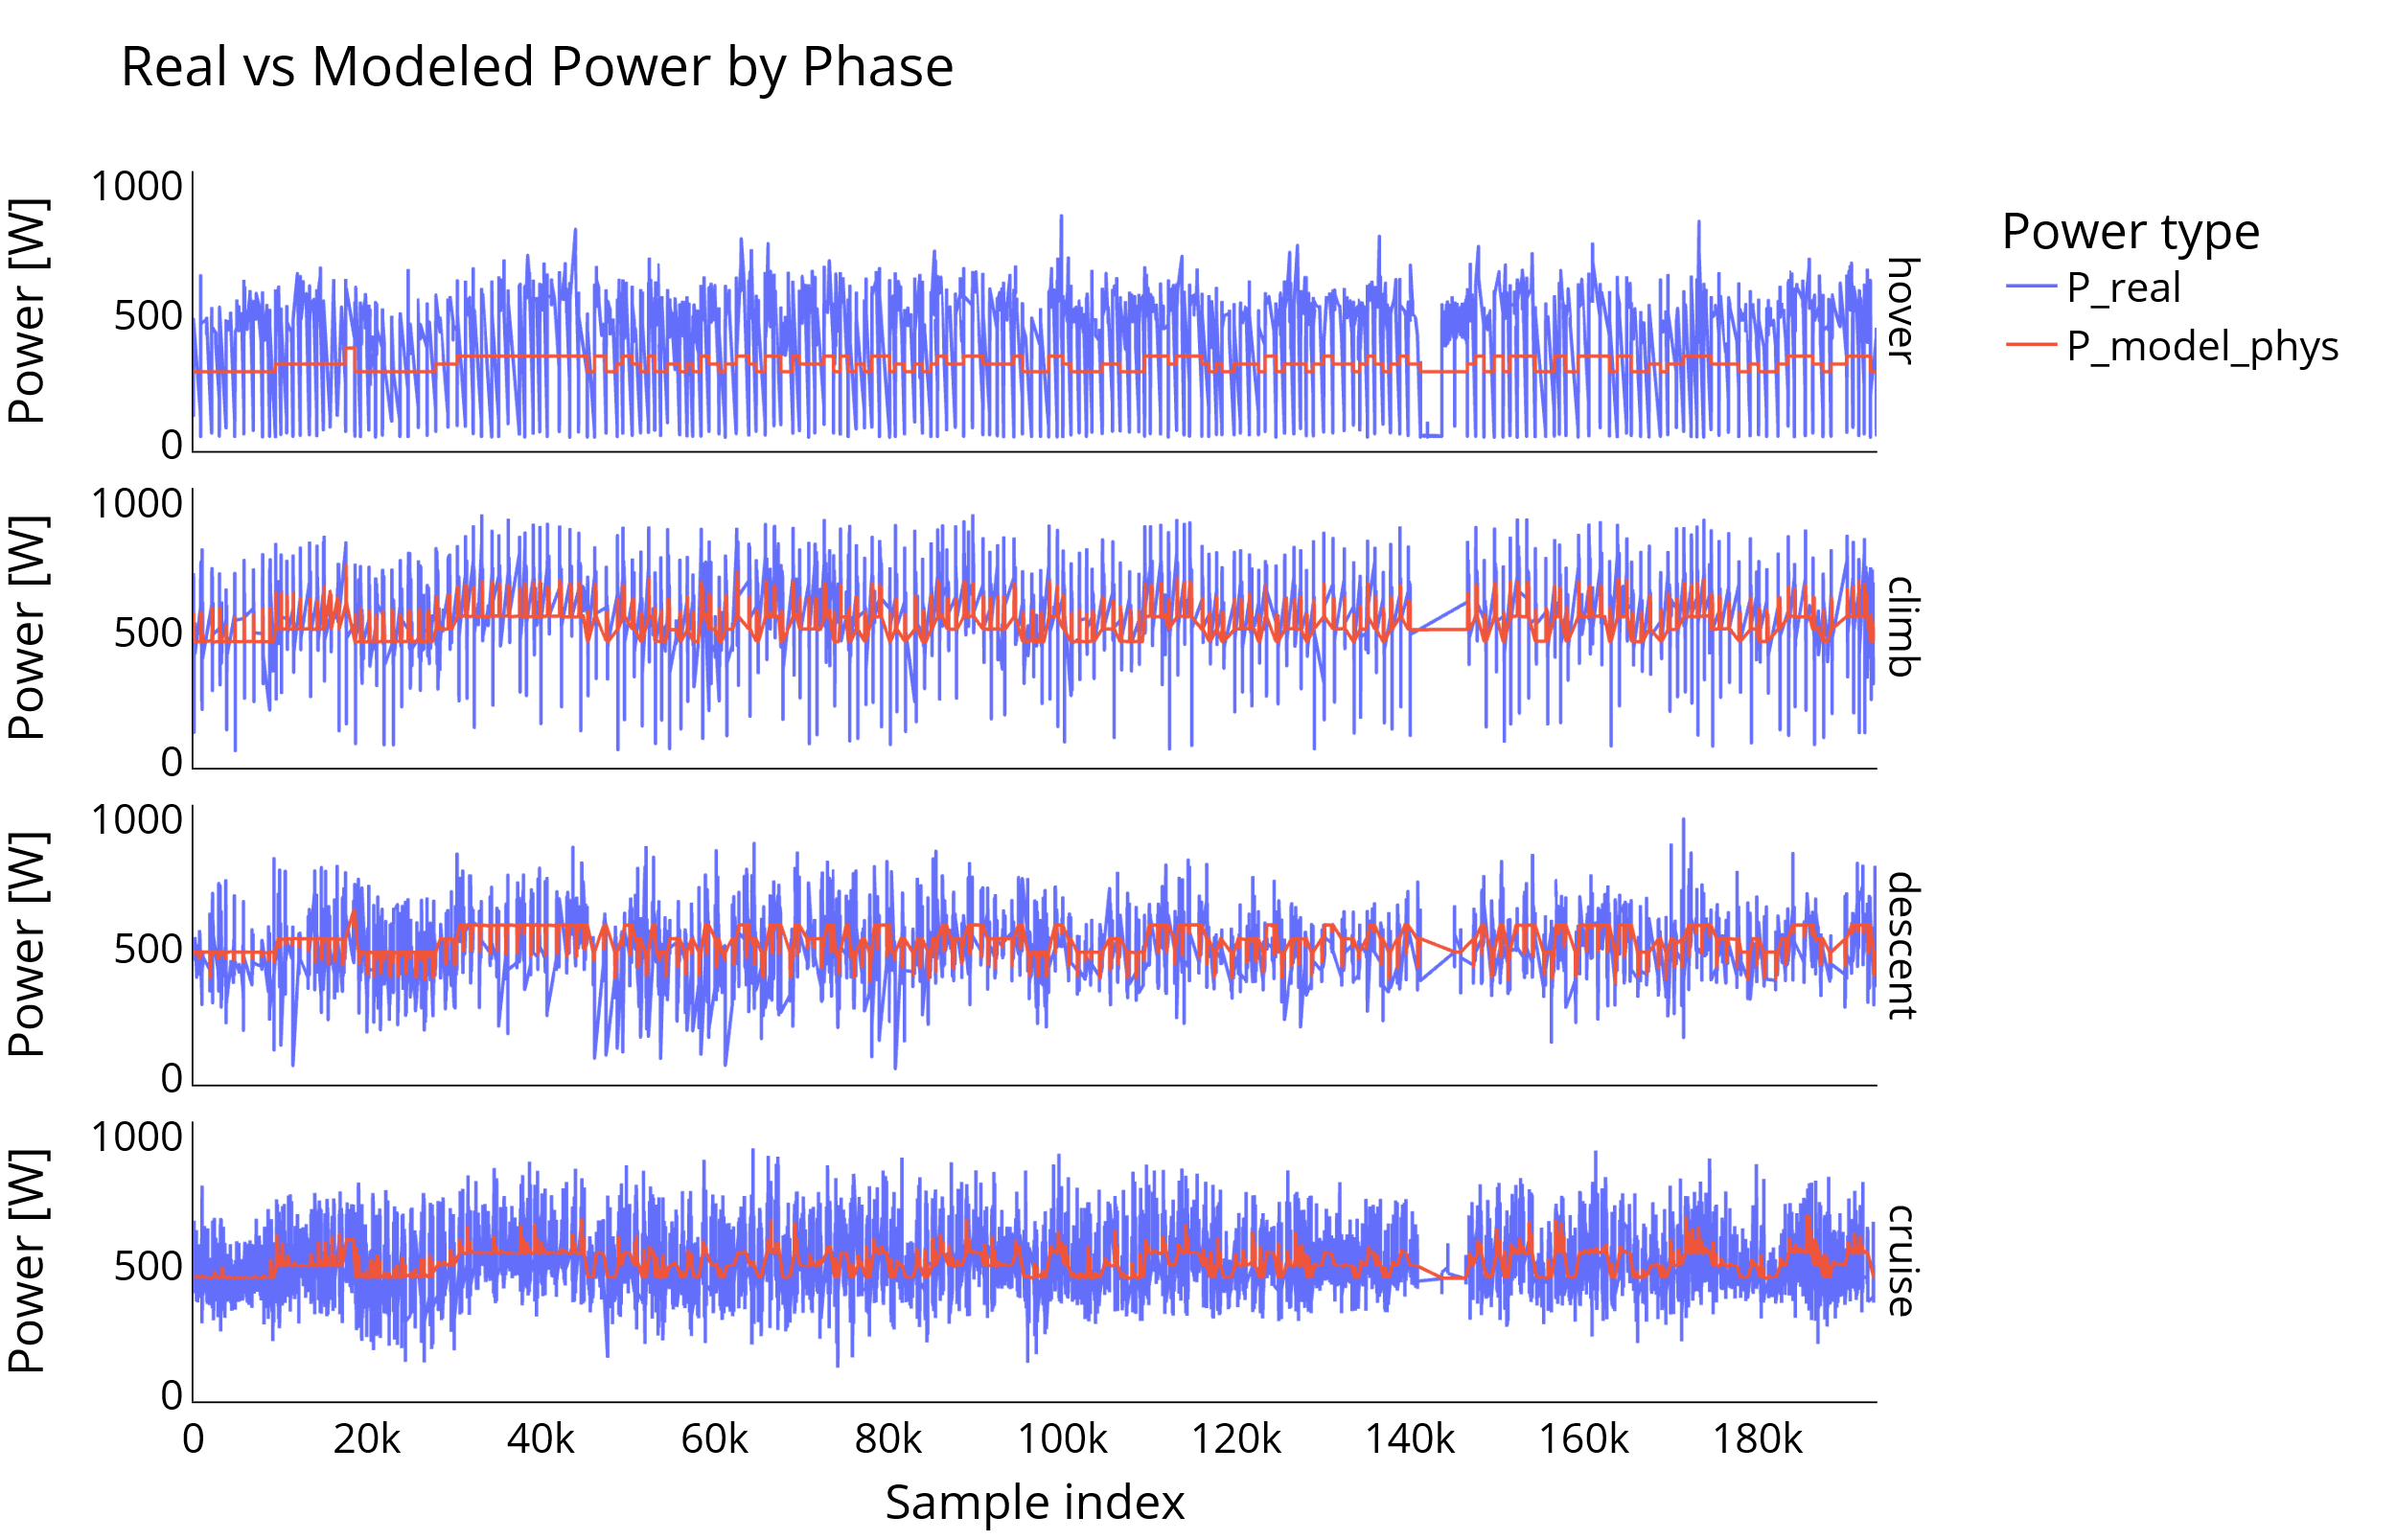 Real vs Modeled Power by Phase
Power type
P_real
P_model_phys
Power [W]
1000
500
0
hover
Power [W]
1000
500
0
climb
Power [W]
1000
500
0
descent
Power [W]
1000
500
0
cruise
0 20k 40k 60k 80k 100k 120k 140k 160k 180k
Sample index